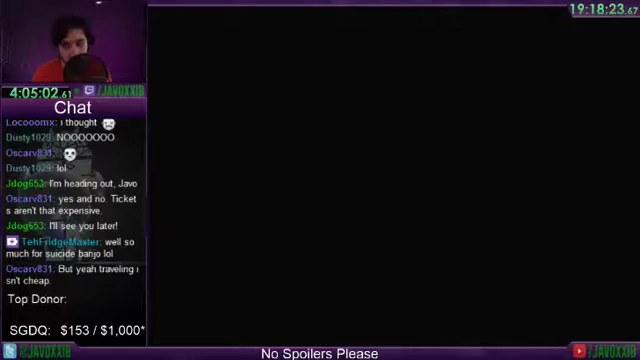 19:18:23.67
4:05:02.61
/JAVOXXIB
Chat
Locooomx: i thought
Dusty1029: NOOOOOOO
Oscarv831:
Dusty1029: lol
Jdog653: I'm heading out, Javo
Oscarv831: yes and no. Ticket
s aren't that expensive.
Jdog653: I'll see you later!
TehFridgeMaster: well so
much for suicide banjo lol
Oscarv831: But yeah traveling i
sn't cheap.
Top Donor:
SGDQ: $153 / $1,000*
/JAVOXXIB
No Spoilers Please
/JAVOXXIB